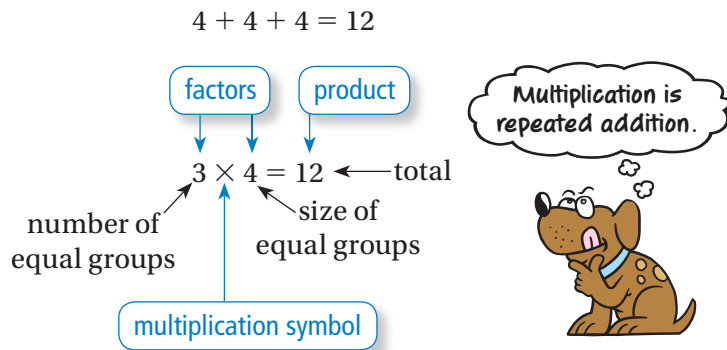 4 + 4 + 4 = 12
factors
product
Multiplication is
repeated addition.
3 × 4 = 12
total
number of
equal groups
size of
equal groups
multiplication symbol